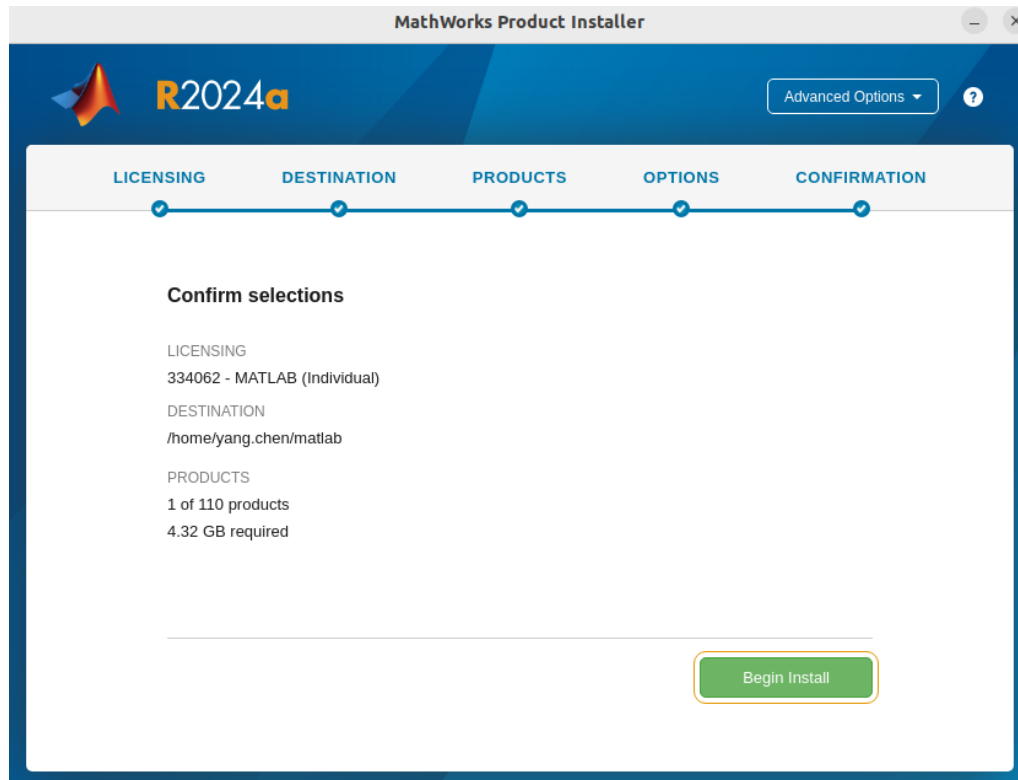 MathWorks Product Installer
R2024a
Advanced Options
?
LICENSING DESTINATION PRODUCTS OPTIONS CONFIRMATION
Confirm selections
LICENSING
334062 - MATLAB (Individual)
DESTINATION
/home/yang.chen/matlab
PRODUCTS
1 of 110 products
4.32 GB required
Begin Install